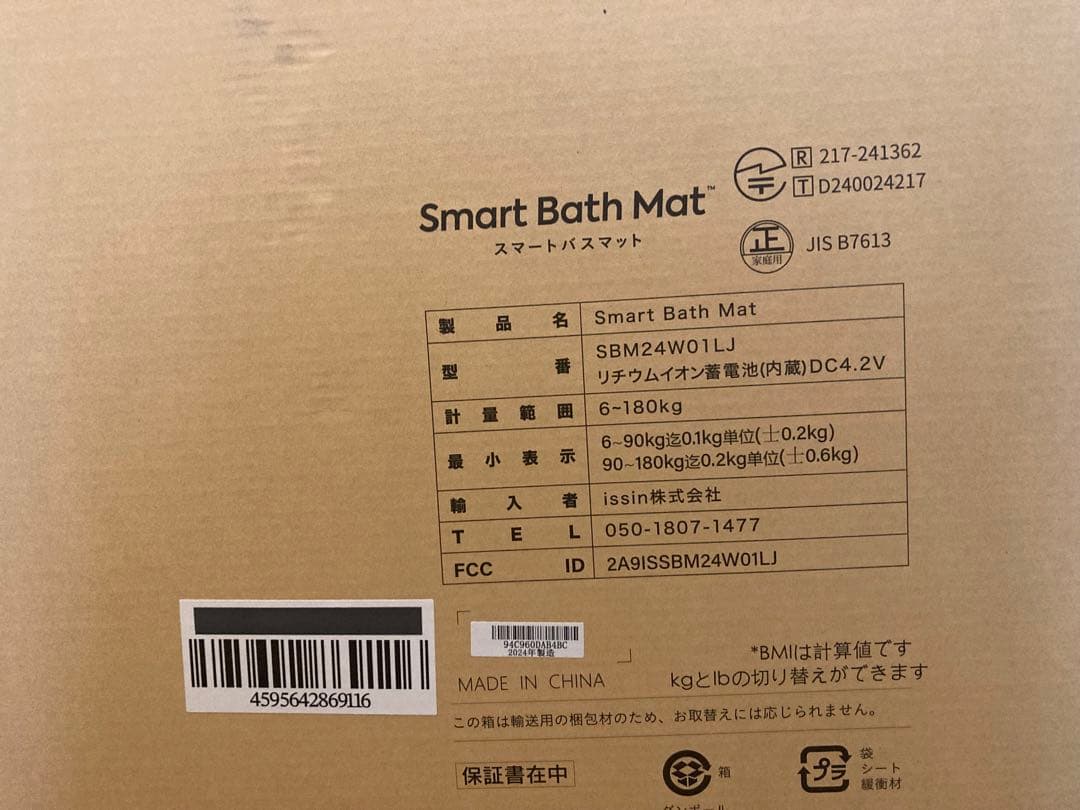 R 217-241362
T D240024217
Smart Bath Mat™
スマートバスマット
正
家庭用
JIS B7613
製品名 Smart Bath Mat
型番 SBM24W01LJ
リチウムイオン蓄電池(内蔵)DC4.2V
計量範囲 6~180kg
最小表示 6~90kg迄0.1kg単位(±0.2kg)
90~180kg迄0.2kg単位(±0.6kg)
輸入者 issin株式会社
TEL 050-1807-1477
FCC ID 2A9ISSBM24W01LJ
4595642869116
94C960DAB4BC
2024年製造
MADE IN CHINA
*BMIは計算値です
kgとlbの切り替えができます
この箱は輸送用の梱包材のため、お取替えには応じられません。
保証書在中
箱
ダンボール
プラ
袋
シート
緩衝材